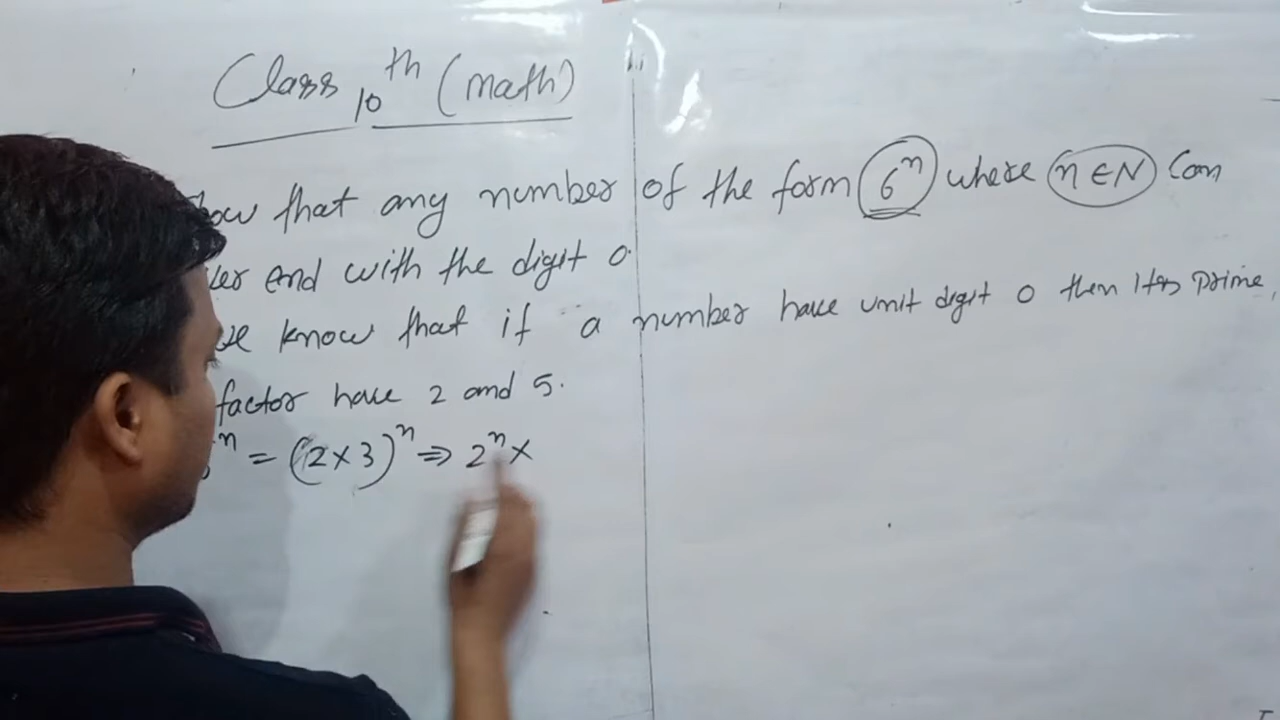 Class 10th (Math)
that any number of the form 6ⁿ where n∈N Can
end with the digit 0.
know that if a number have unit digit 0 then its prime,
factor have 2 and 5.
ⁿ = (2×3)ⁿ ⇒ 2ⁿ×